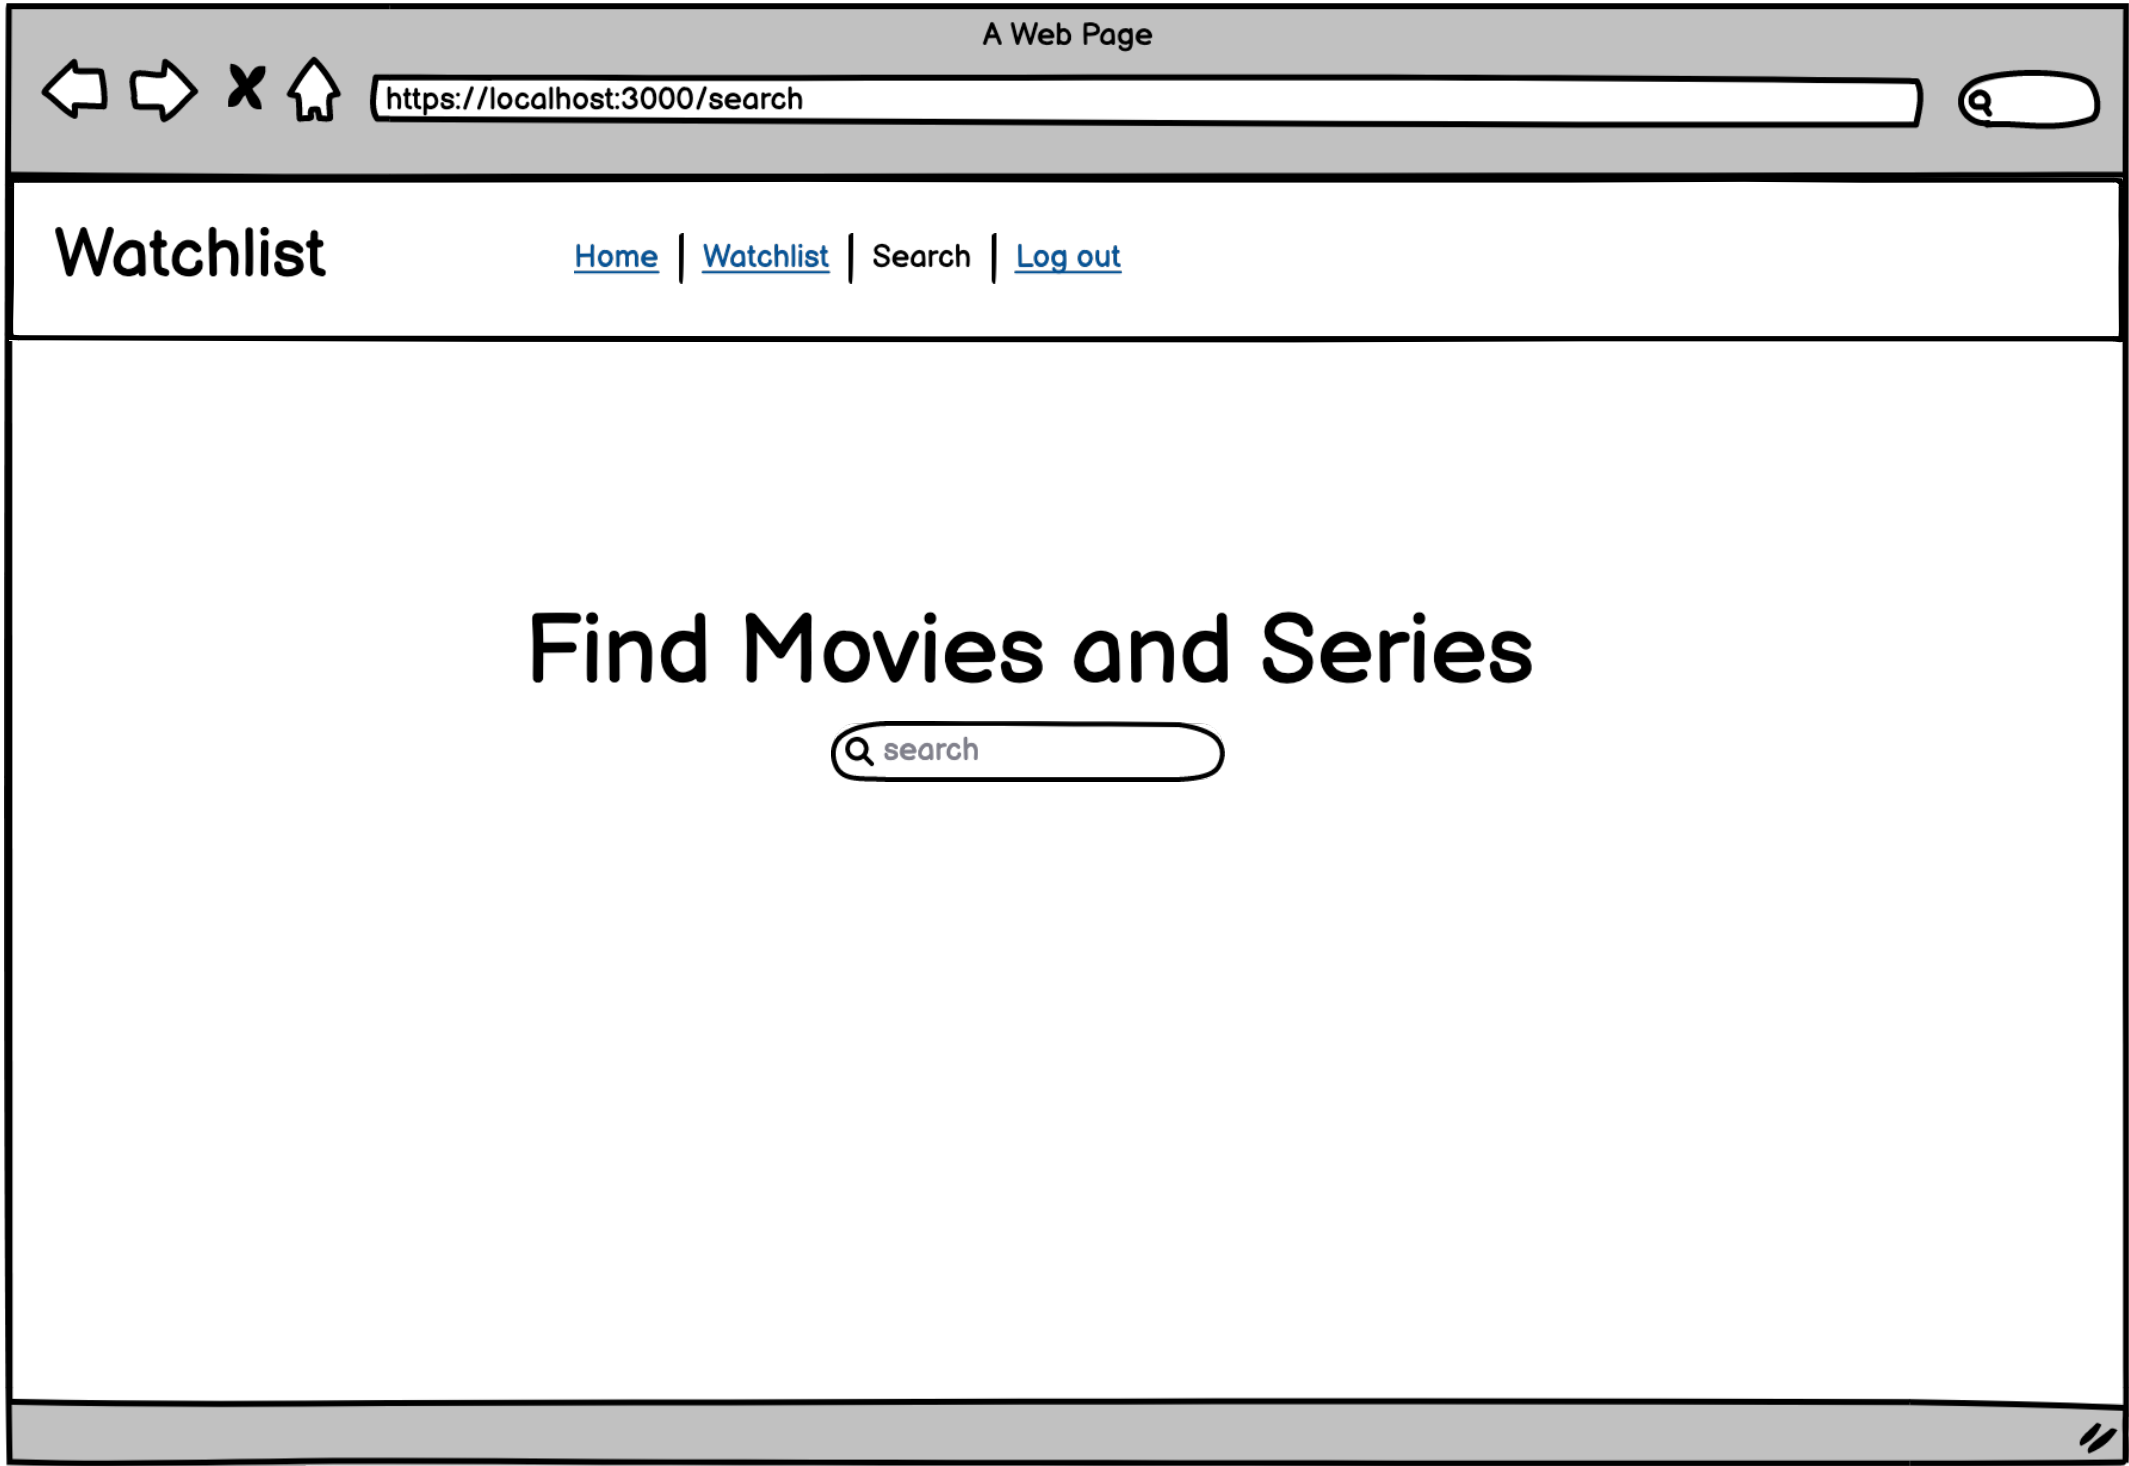 A Web Page
https://localhost:3000/search
Watchlist
Home | Watchlist | Search | Log out
Find Movies and Series
search